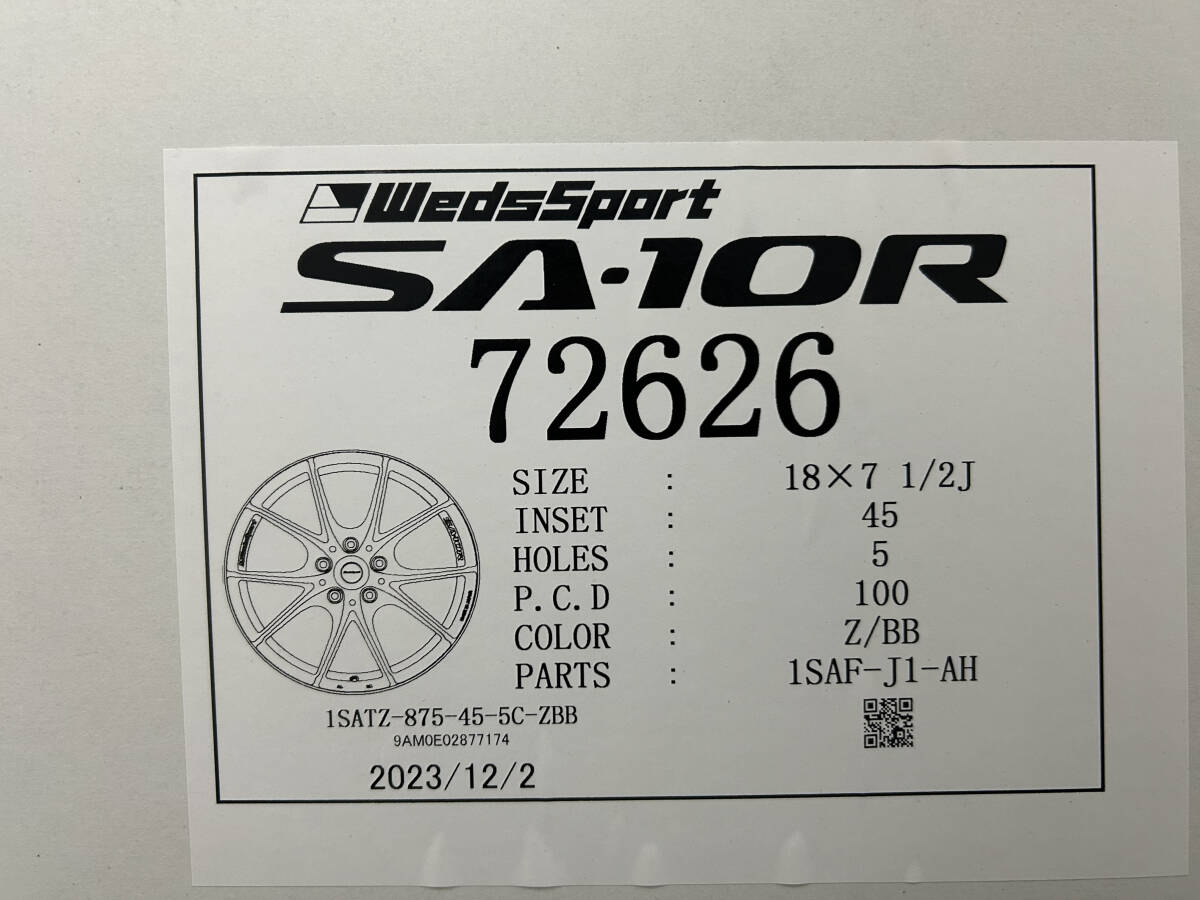 WedsSport
SA-10R
72626
SIZE : 18×7 1/2J
INSET : 45
HOLES : 5
P.C.D : 100
COLOR : Z/BB
PARTS : 1SAF-J1-AH
1SATZ-875-45-5C-ZBB
9AM0E02877174
2023/12/2